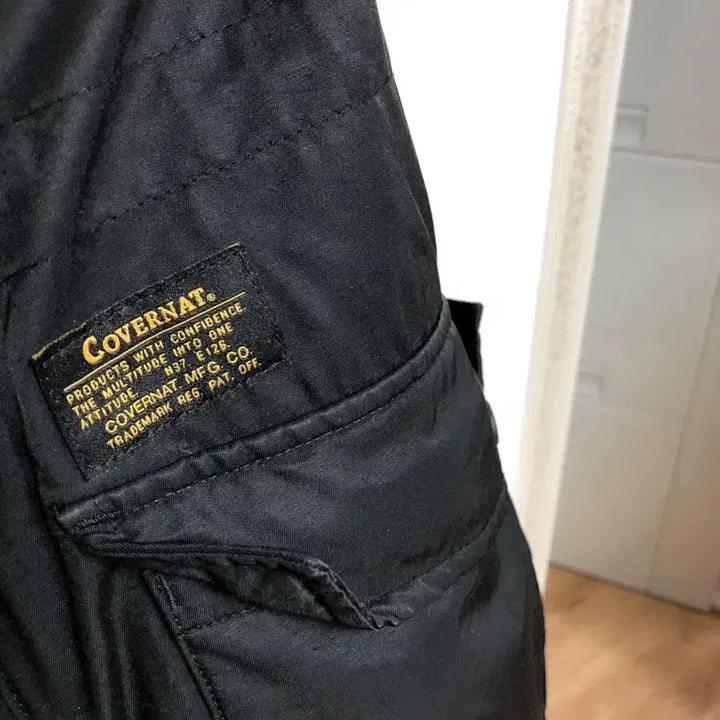 COVERNAT®
PRODUCTS WITH CONFIDENCE
THE MULTITUDE INTO ONE
ATTITUDE. N37° E126°
COVERNAT MFG. CO.
TRADEMARK REG. PAT. OFF.